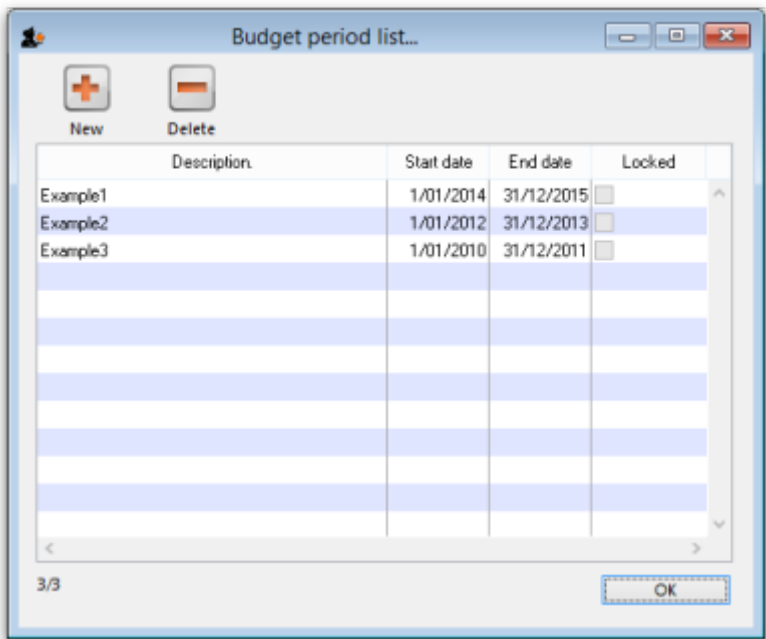 Budget period list...
New Delete
Description. Start date End date Locked
Example1 1/01/2014 31/12/2015
Example2 1/01/2012 31/12/2013
Example3 1/01/2010 31/12/2011
3/3 OK